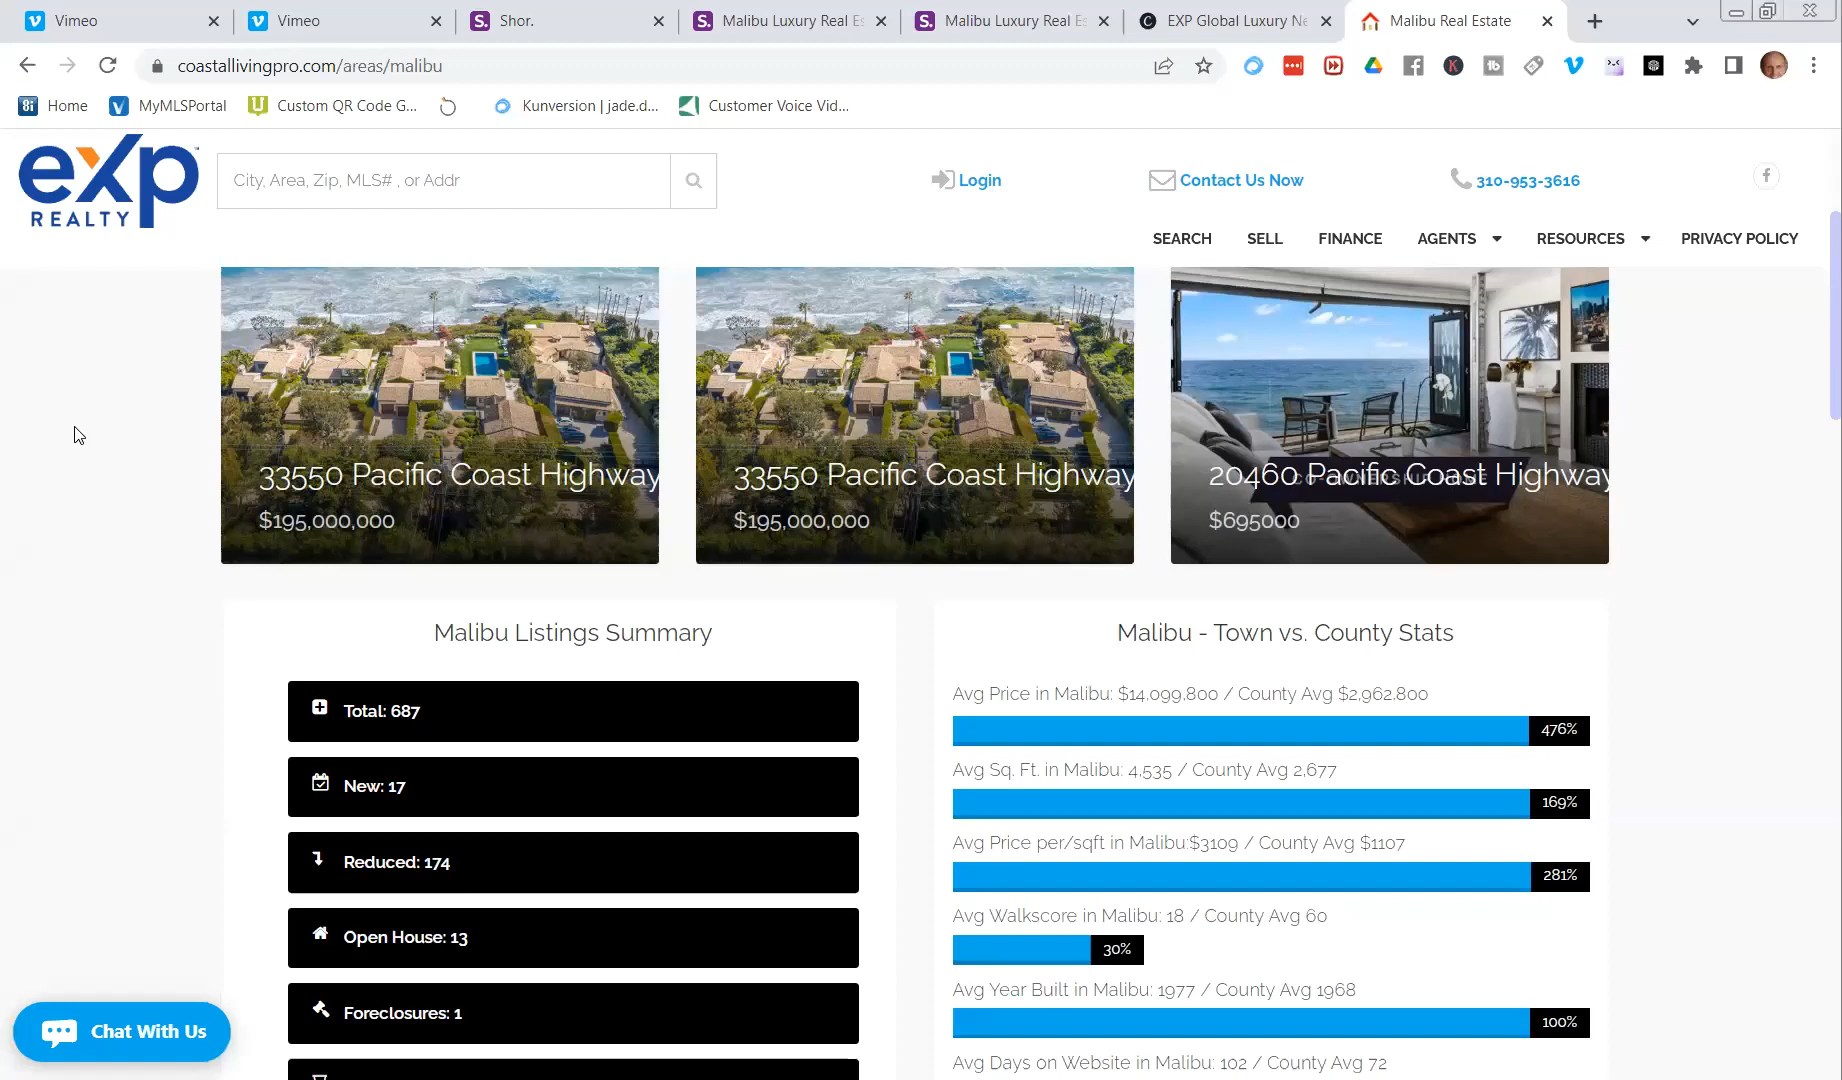 Vimeo
Vimeo
Shor.
Malibu Luxury Real Es
Malibu Luxury Real Es
EXP Global Luxury Ne
Malibu Real Estate
coastallivingpro.com/areas/malibu
Home
MyMLSPortal
Custom QR Code G...
Kunversion | jade.d...
Customer Voice Vid...
eXp
REALTY
City, Area, Zip, MLS# , or Addr
Login
Contact Us Now
310-953-3616
SEARCH
SELL
FINANCE
AGENTS
RESOURCES
PRIVACY POLICY
33550 Pacific Coast Highway
$195,000,000
33550 Pacific Coast Highway
$195,000,000
20460 Pacific Coast Highway
CO-OWNERSHIP HOME
$695000
Malibu Listings Summary
Total: 687
New: 17
Reduced: 174
Open House: 13
Foreclosures: 1
Malibu - Town vs. County Stats
Avg Price in Malibu: $14,099,800 / County Avg $2,962,800
476%
Avg Sq. Ft. in Malibu: 4,535 / County Avg 2,677
169%
Avg Price per/sqft in Malibu:$3109 / County Avg $1107
281%
Avg Walkscore in Malibu: 18 / County Avg 60
30%
Avg Year Built in Malibu: 1977 / County Avg 1968
100%
Avg Days on Website in Malibu: 102 / County Avg 72
Chat With Us